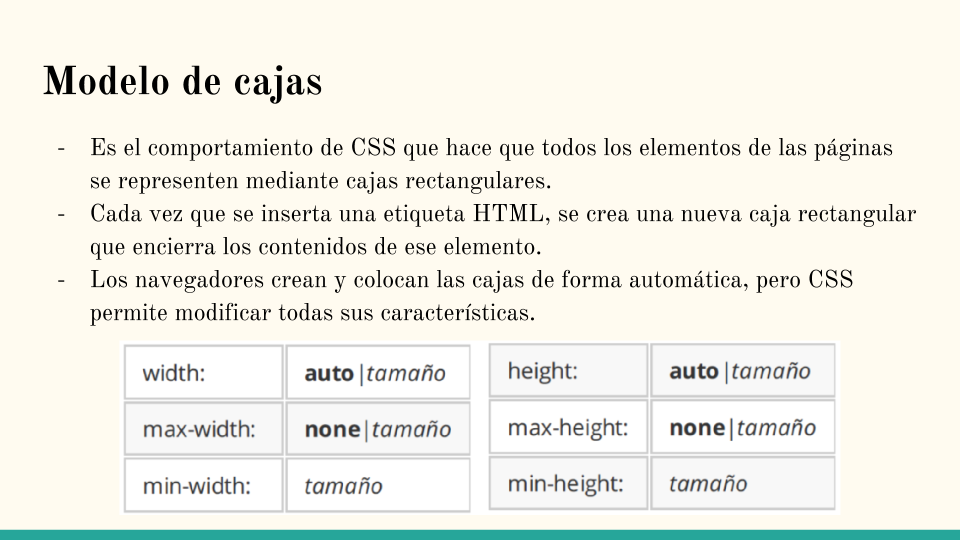 Modelo de cajas
- Es el comportamiento de CSS que hace que todos los elementos de las páginas
se representen mediante cajas rectangulares.
- Cada vez que se inserta una etiqueta HTML, se crea una nueva caja rectangular
que encierra los contenidos de ese elemento.
- Los navegadores crean y colocan las cajas de forma automática, pero CSS
permite modificar todas sus características.
width: auto|tamaño
max-width: none|tamaño
min-width: tamaño
height: auto|tamaño
max-height: none|tamaño
min-height: tamaño